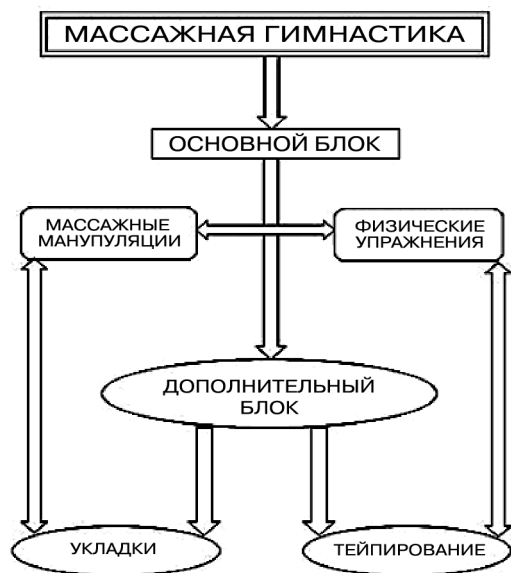 МАССАЖНАЯ ГИМНАСТИКА
ОСНОВНОЙ БЛОК
МАССАЖНЫЕ
МАНУПУЛЯЦИИ
ФИЗИЧЕСКИЕ
УПРАЖНЕНИЯ
ДОПОЛНИТЕЛЬНЫЙ
БЛОК
УКЛАДКИ
ТЕЙПИРОВАНИЕ